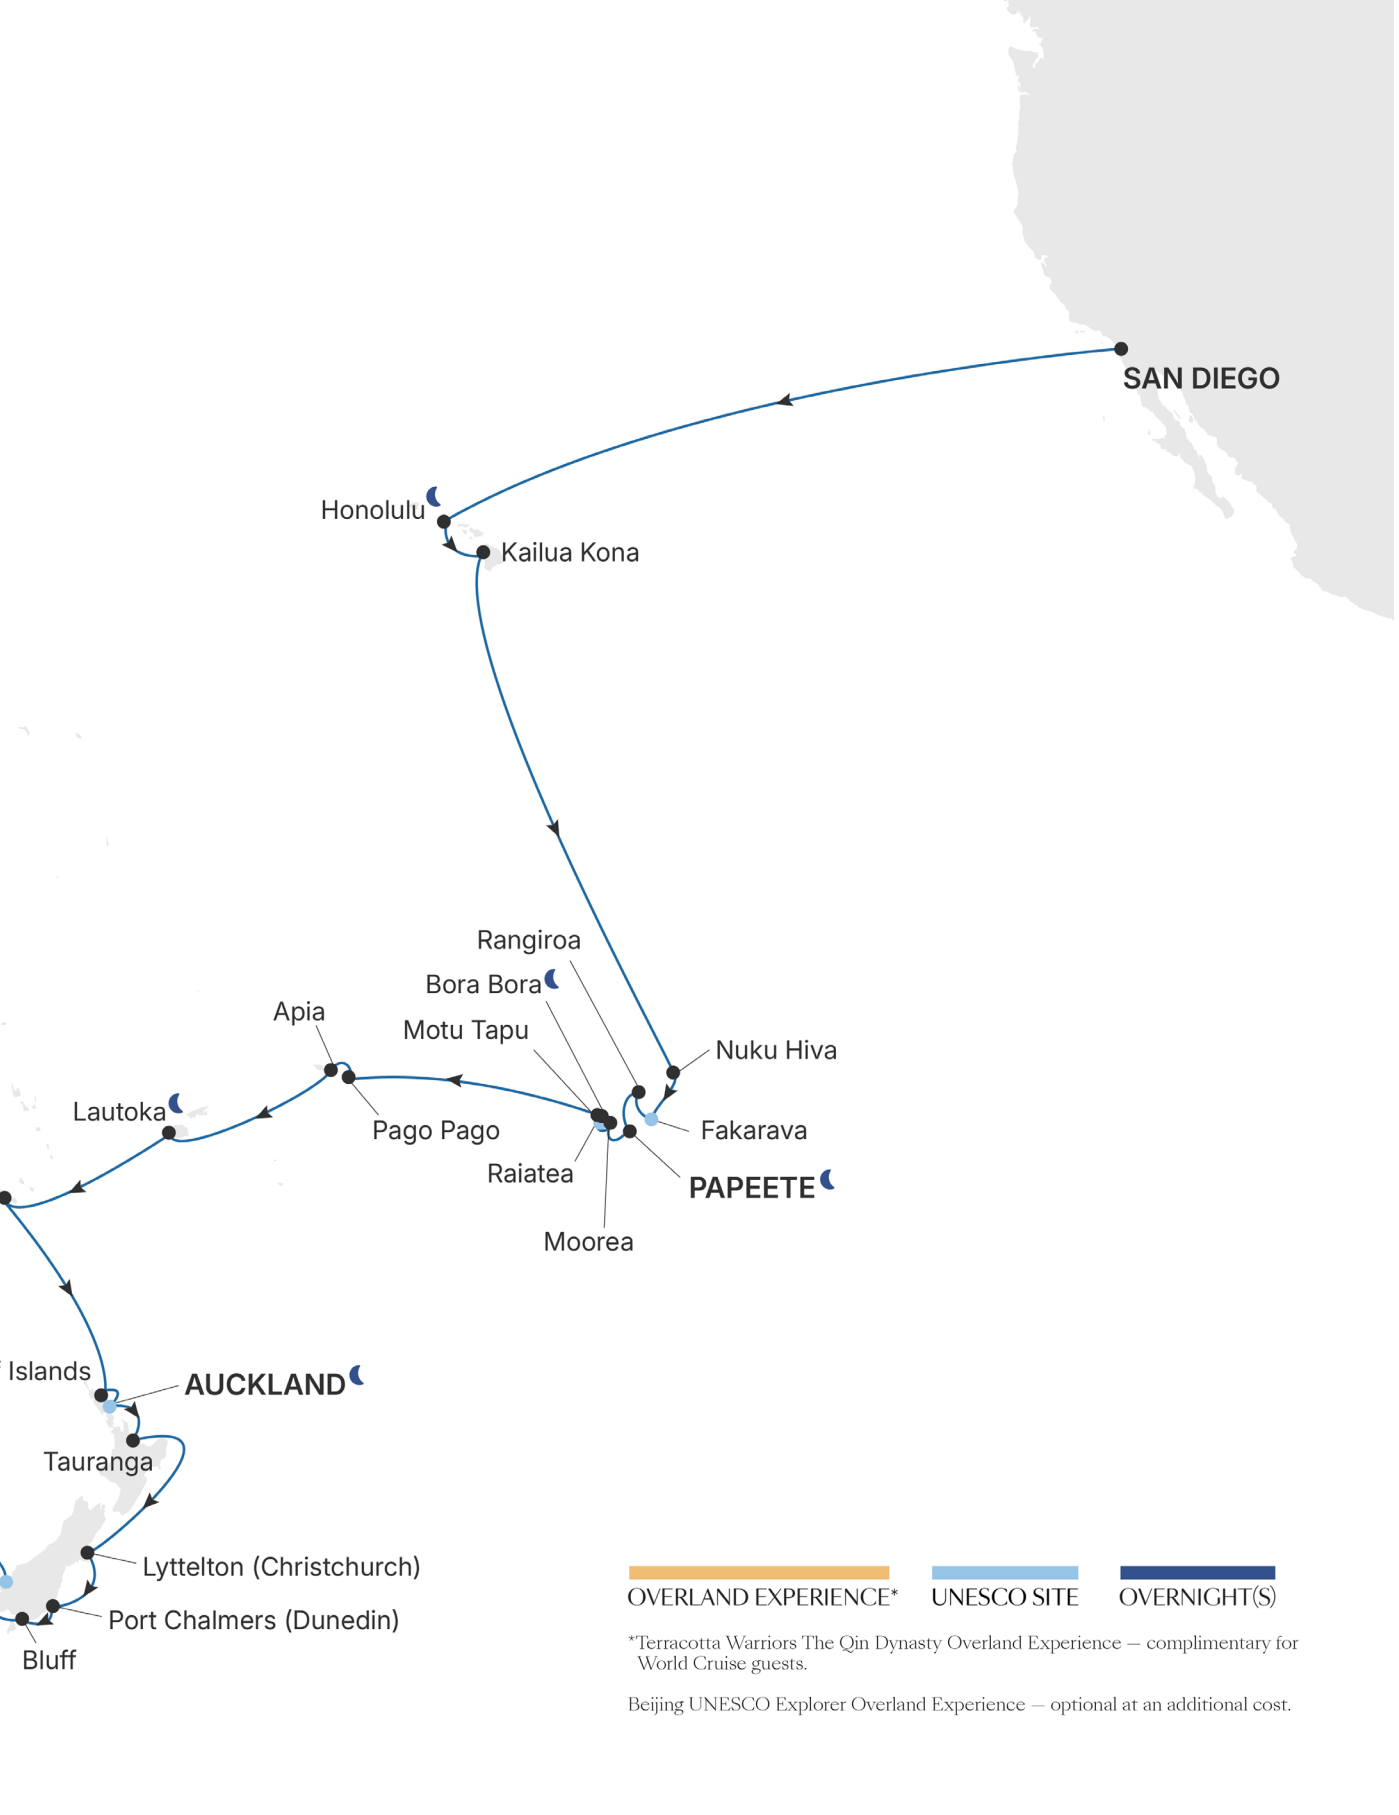 SAN DIEGO
Honolulu
Kailua Kona
Rangiroa
Bora Bora
Apia
Motu Tapu
Nuku Hiva
Lautoka
Pago Pago
Fakarava
Raiatea
PAPEETE
Moorea
Islands
AUCKLAND
Tauranga
Lyttelton (Christchurch)
Port Chalmers (Dunedin)
Bluff
OVERLAND EXPERIENCE* UNESCO SITE OVERNIGHT(S)
*Terracotta Warriors The Qin Dynasty Overland Experience — complimentary for
World Cruise guests.
Beijing UNESCO Explorer Overland Experience — optional at an additional cost.